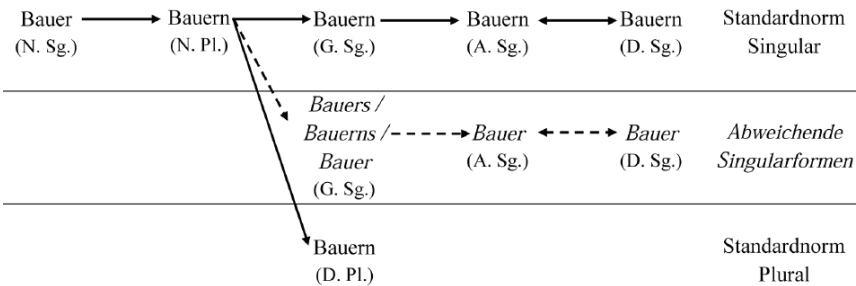 Bauer Bauern Bauern Bauern Bauern Standardnorm
(N. Sg.) (N. Pl.) (G. Sg.) (A. Sg.) (D. Sg.) Singular
Bauers /
Bauerns / Bauer Bauer Abweichende
Bauer (A. Sg.) (D. Sg.) Singularformen
(G. Sg.)
Bauern Standardnorm
(D. Pl.) Plural